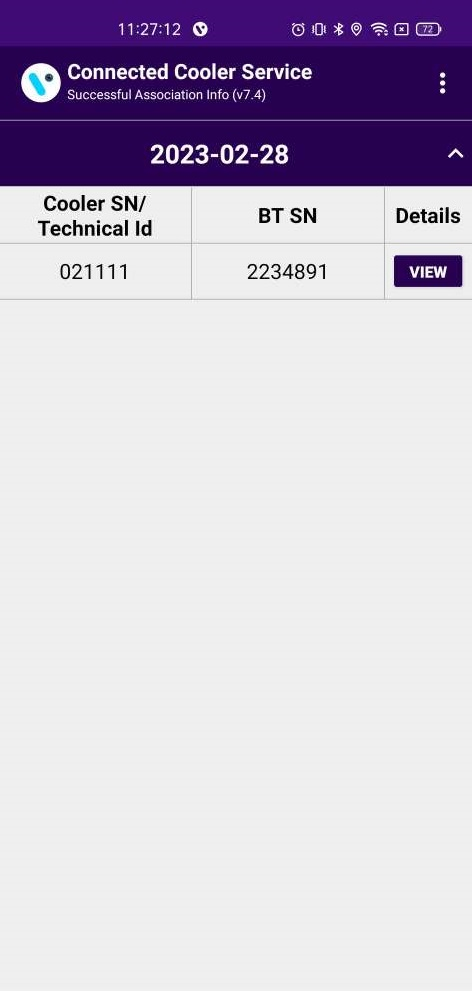 11:27:12
72
Connected Cooler Service
Successful Association Info (v7.4)
2023-02-28
Cooler SN/
Technical Id
BT SN
Details
021111
2234891
VIEW